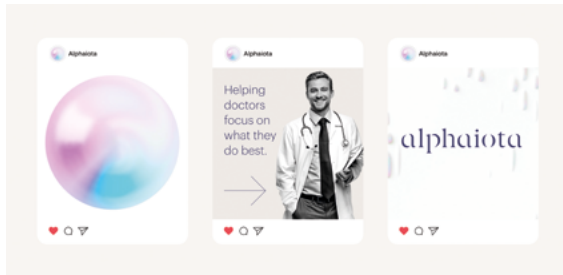 Alphaiota
Alphaiota
Helping
doctors
focus on
what they
do best.
Alphaiota
alphaiota